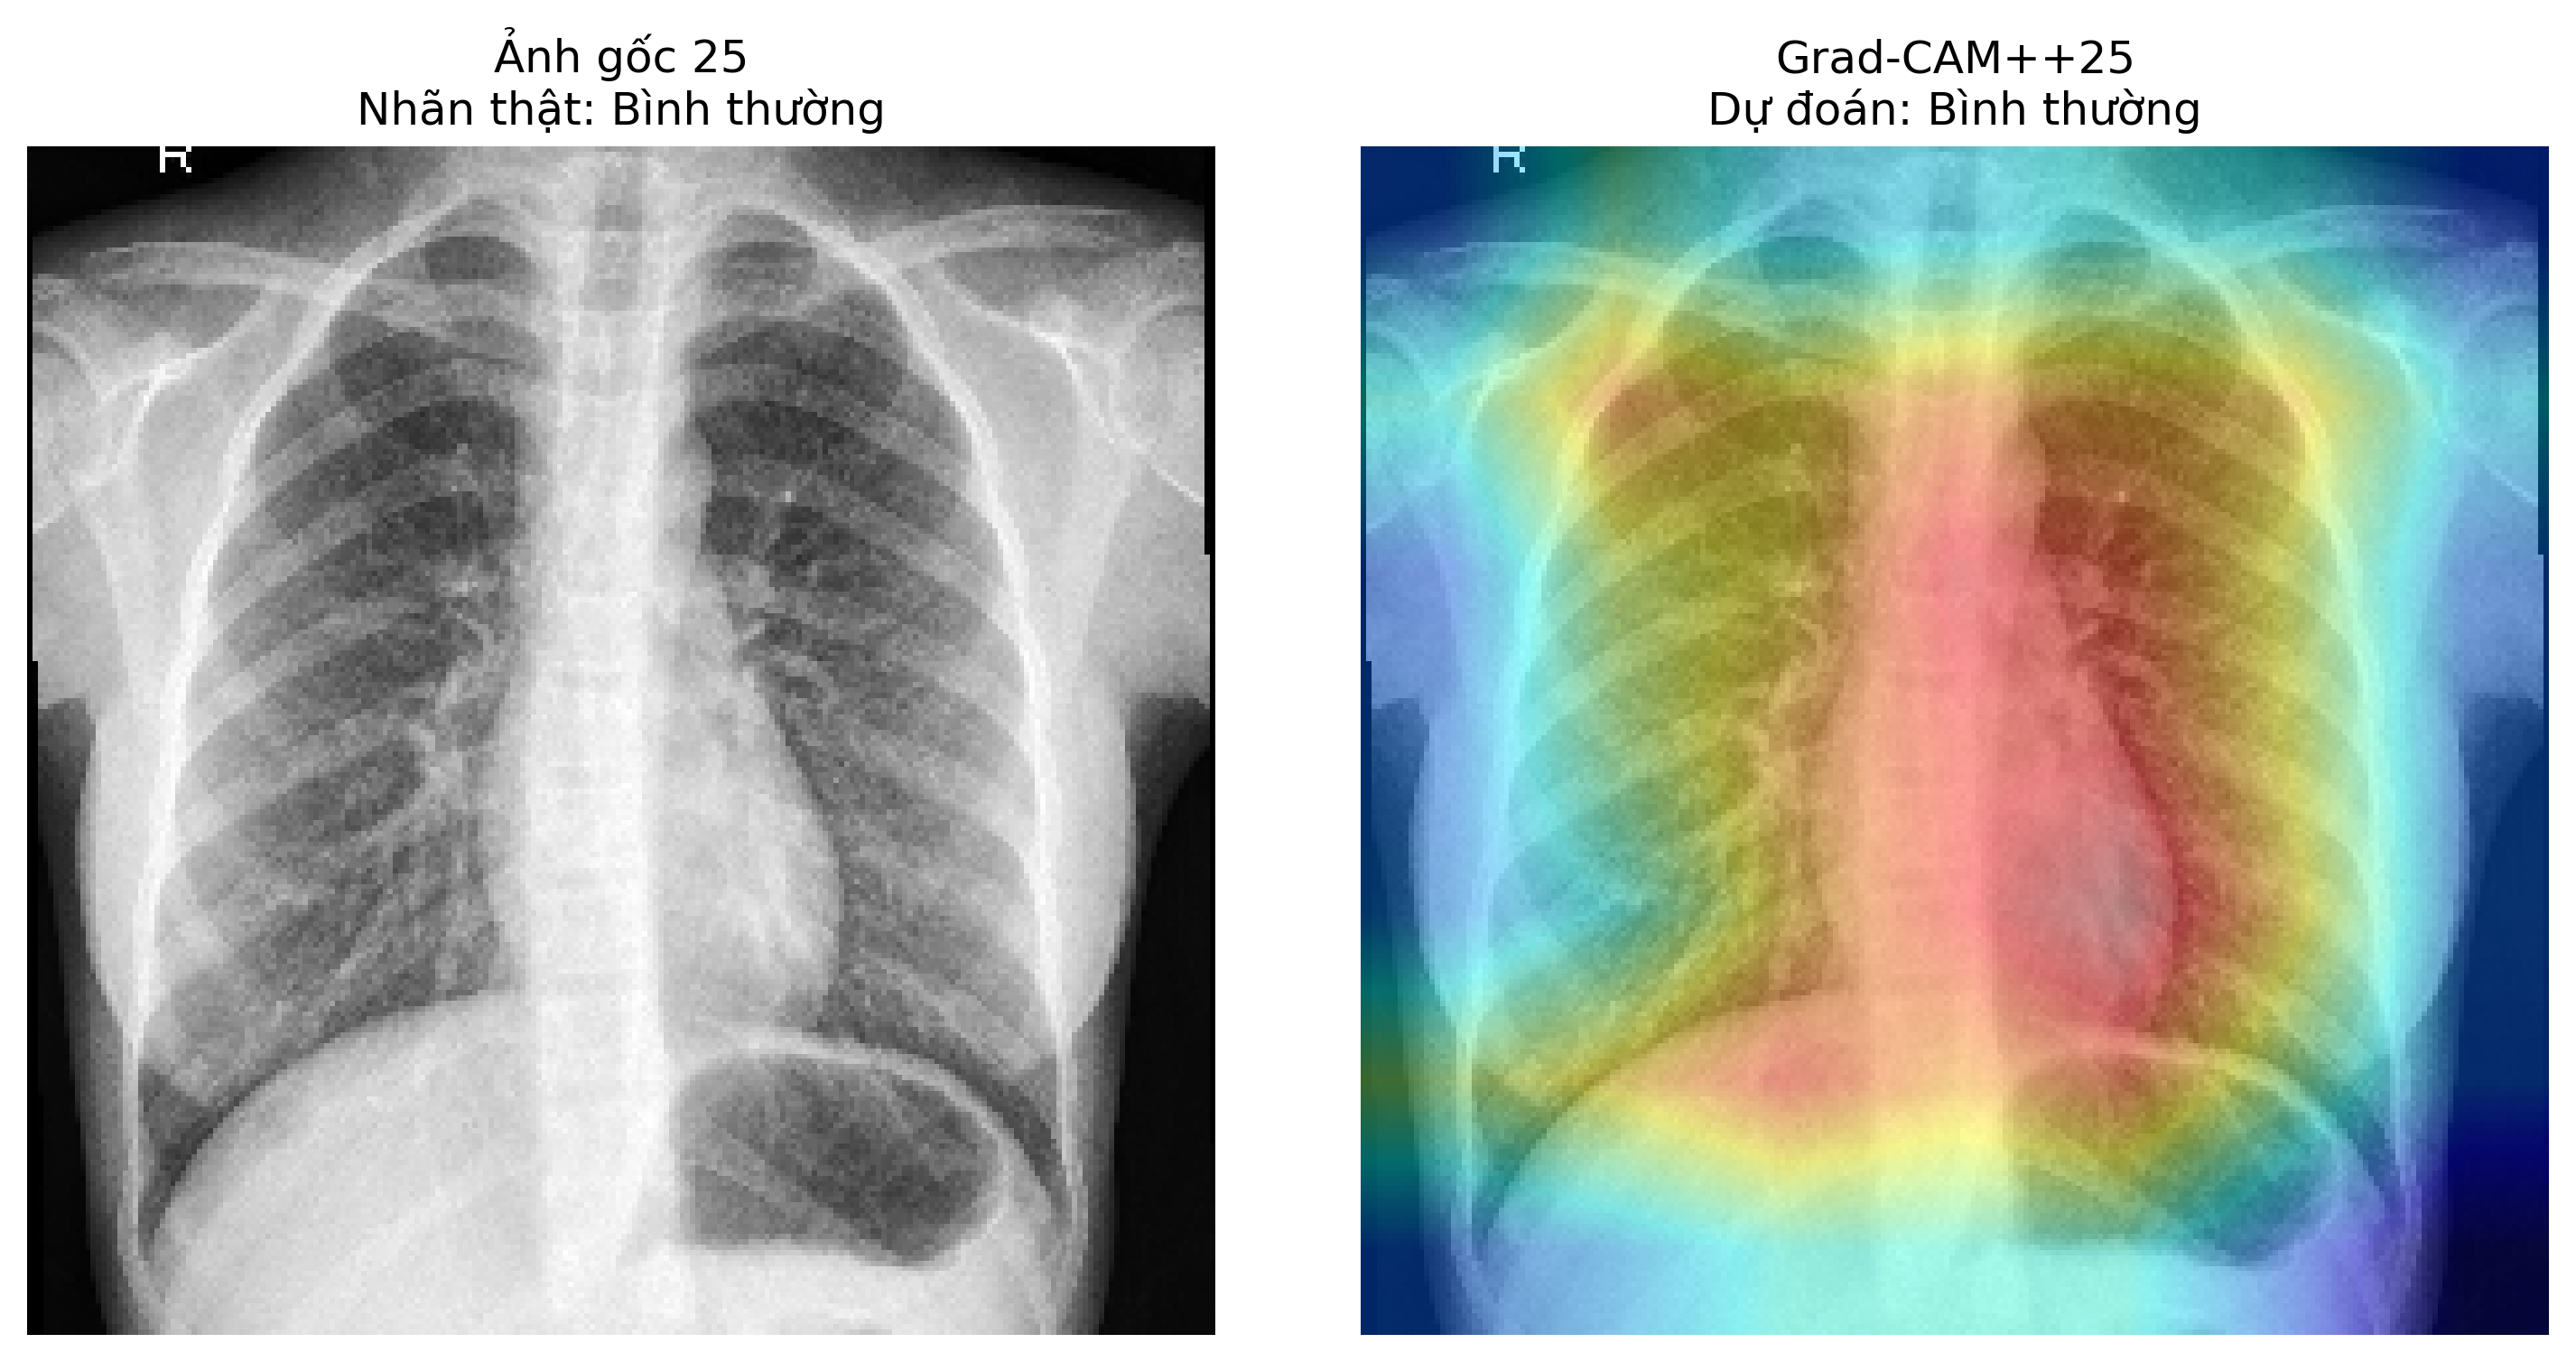 Ảnh gốc 25
Nhãn thật: Bình thường
Grad-CAM++25
Dự đoán: Bình thường